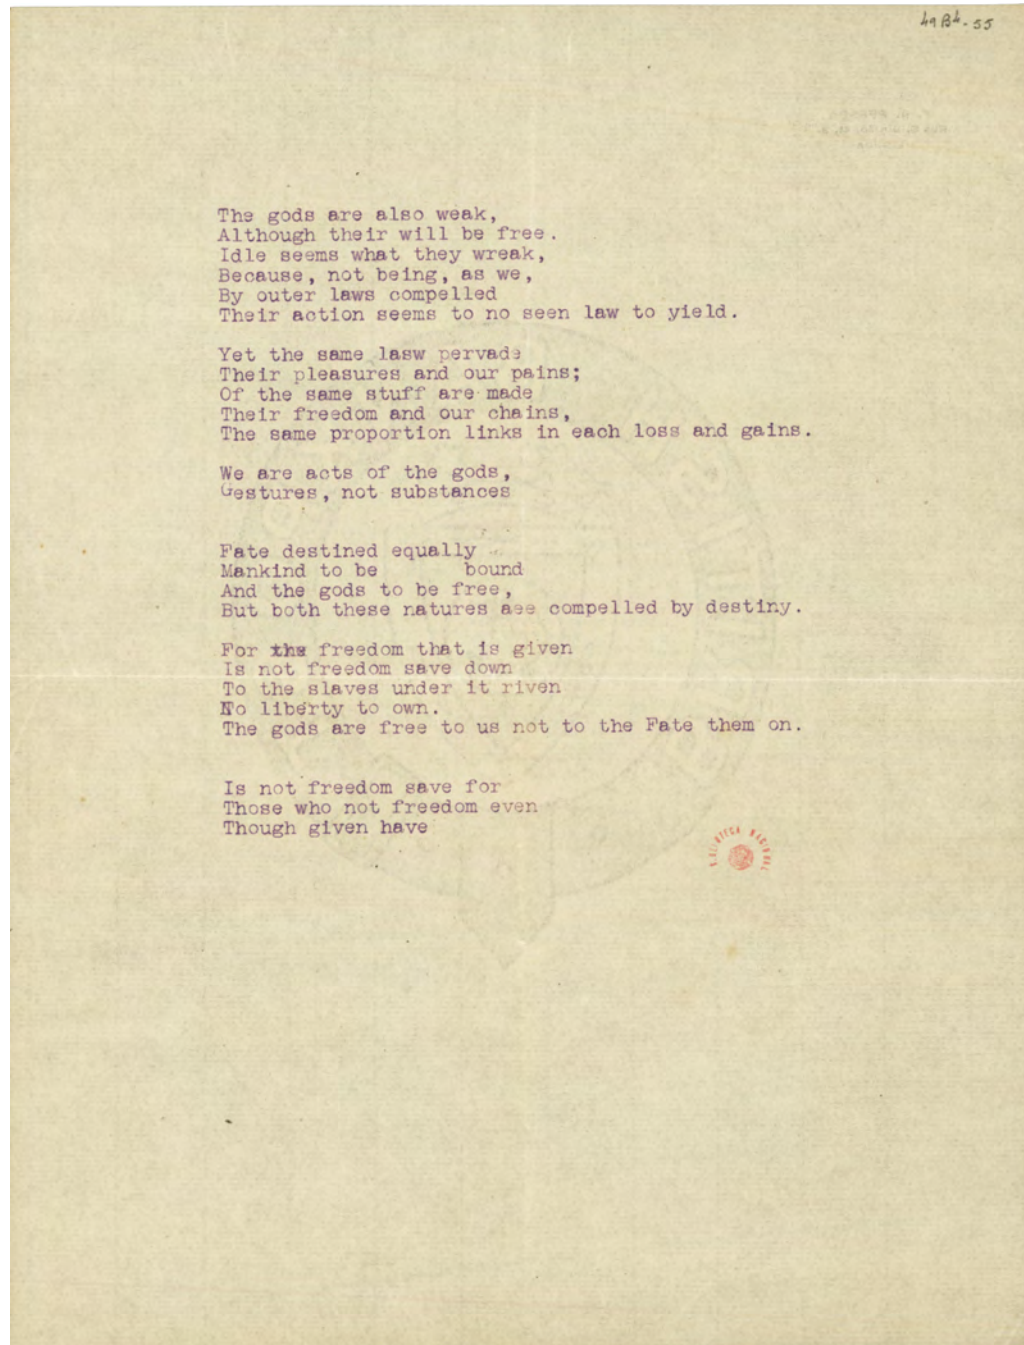 49B4-55
The gods are also weak,
Although their will be free.
Idle seems what they wreak,
Because, not being, as we,
By outer laws compelled
Their action seems to no seen law to yield.
Yet the same lasw pervade
Their pleasures and our pains;
Of the same stuff are made
Their freedom and our chains,
The same proportion links in each loss and gains.
We are acts of the gods,
Gestures, not substances
Fate destined equally
Mankind to be bound
And the gods to be free,
But both these natures aee compelled by destiny.
For the freedom that is given
Is not freedom save down
To the slaves under it riven
No liberty to own.
The gods are free to us not to the Fate them on.
Is not freedom save for
Those who not freedom even
Though given have
BIBLIOTECA NACIONAL